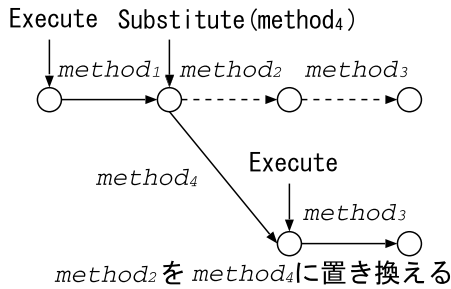 Execute Substitute(method₄)
method₁ method₂ method₃
method₄ Execute
method₃
method₂を method₄に置き換える